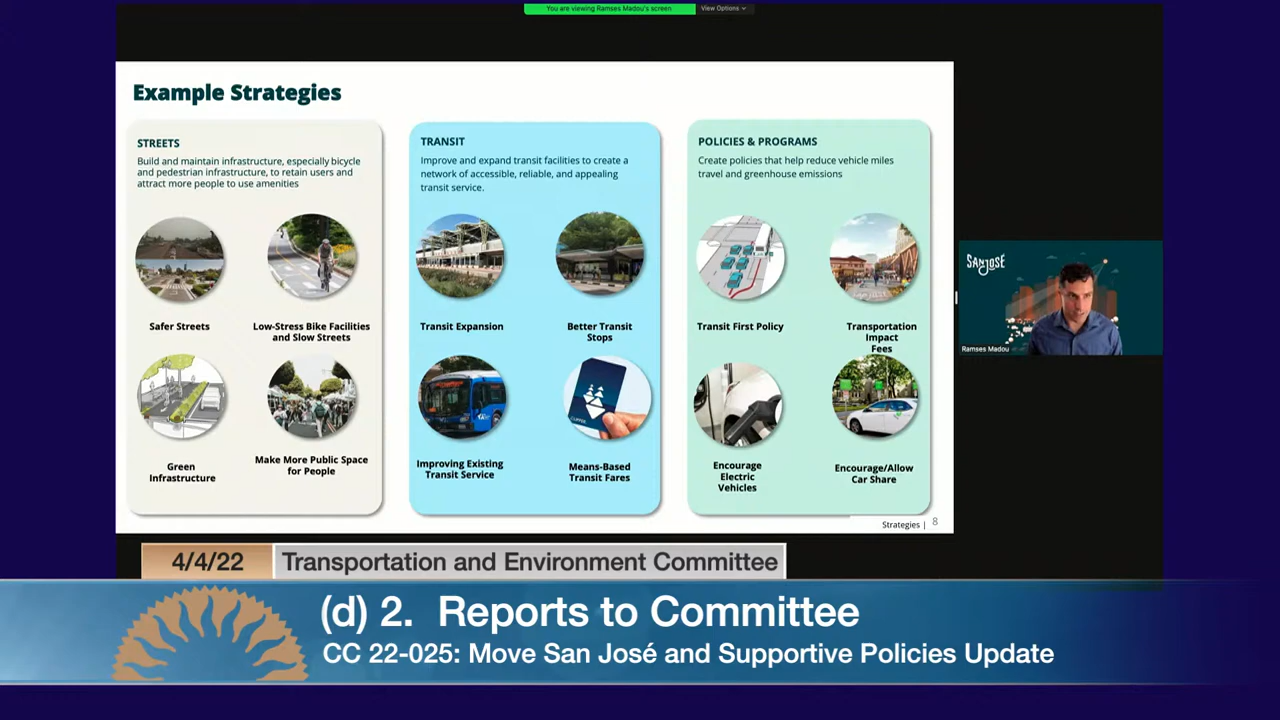 You are viewing Ramses Madou's screen
View Options
Example Strategies
STREETS
Build and maintain infrastructure, especially bicycle
and pedestrian infrastructure, to retain users and
attract more people to use amenities
Safer Streets
Low-Stress Bike Facilities
and Slow Streets
Green
Infrastructure
Make More Public Space
for People
TRANSIT
Improve and expand transit facilities to create a
network of accessible, reliable, and appealing
transit service.
Transit Expansion
Better Transit
Stops
Improving Existing
Transit Service
Means-Based
Transit Fares
POLICIES & PROGRAMS
Create policies that help reduce vehicle miles
travel and greenhouse emissions
Transit First Policy
Transportation
Impact
Fees
Encourage
Electric
Vehicles
Encourage/Allow
Car Share
Strategies | 8
SAN JOSE
Ramses Madou
4/4/22
Transportation and Environment Committee
(d) 2. Reports to Committee
CC 22-025: Move San José and Supportive Policies Update